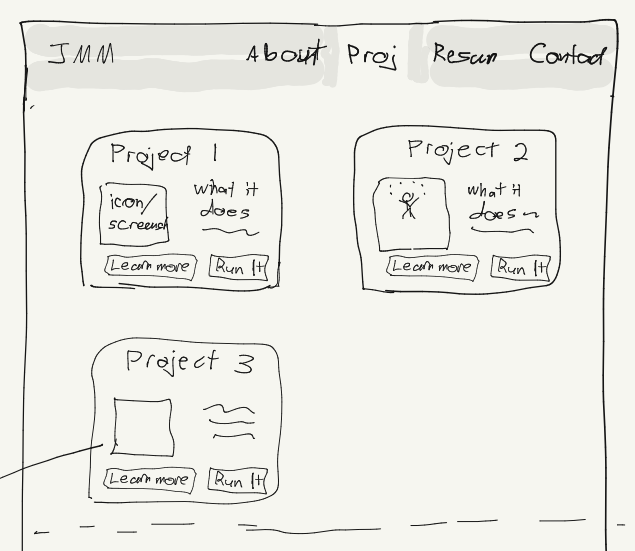 JMM About Proj Resum Contact
Project 1
icon/
screensh
what it
does
Learn more Run It
Project 2
what it
does
Learn more Run It
Project 3
Learn more Run It